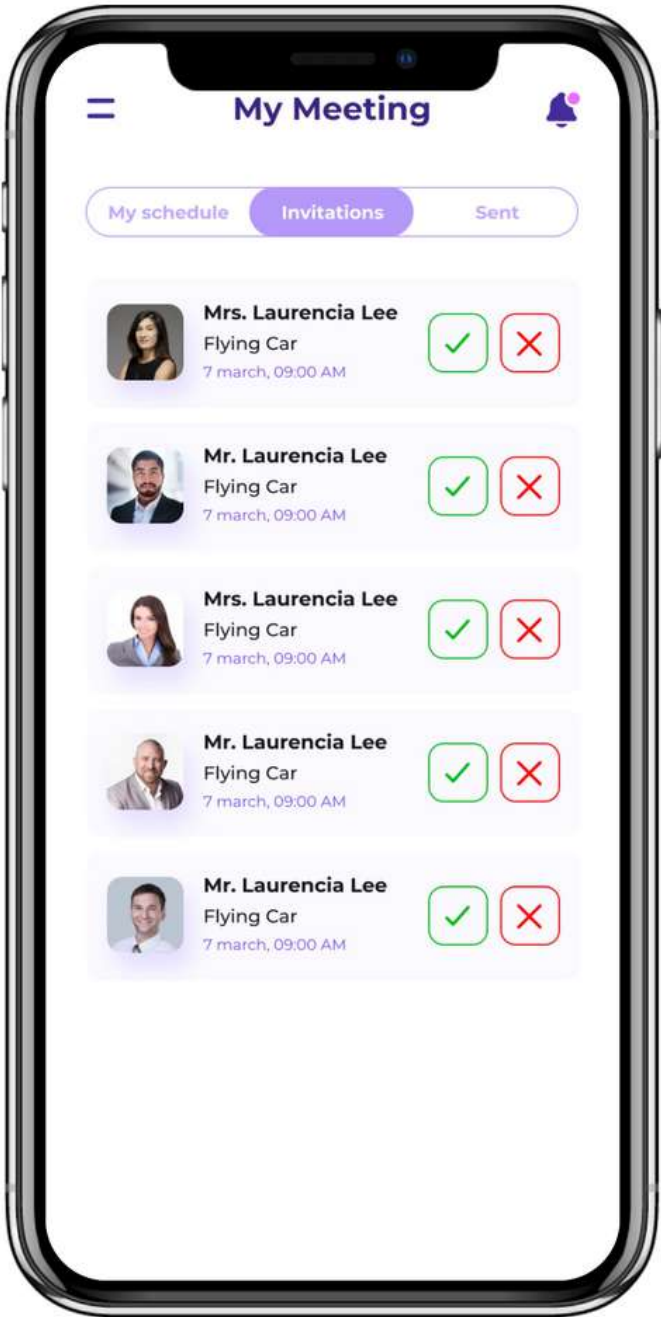 My Meeting
My schedule Invitations Sent
Mrs. Laurencia Lee
Flying Car
7 march, 09:00 AM
Mr. Laurencia Lee
Flying Car
7 march, 09:00 AM
Mrs. Laurencia Lee
Flying Car
7 march, 09:00 AM
Mr. Laurencia Lee
Flying Car
7 march, 09:00 AM
Mr. Laurencia Lee
Flying Car
7 march, 09:00 AM